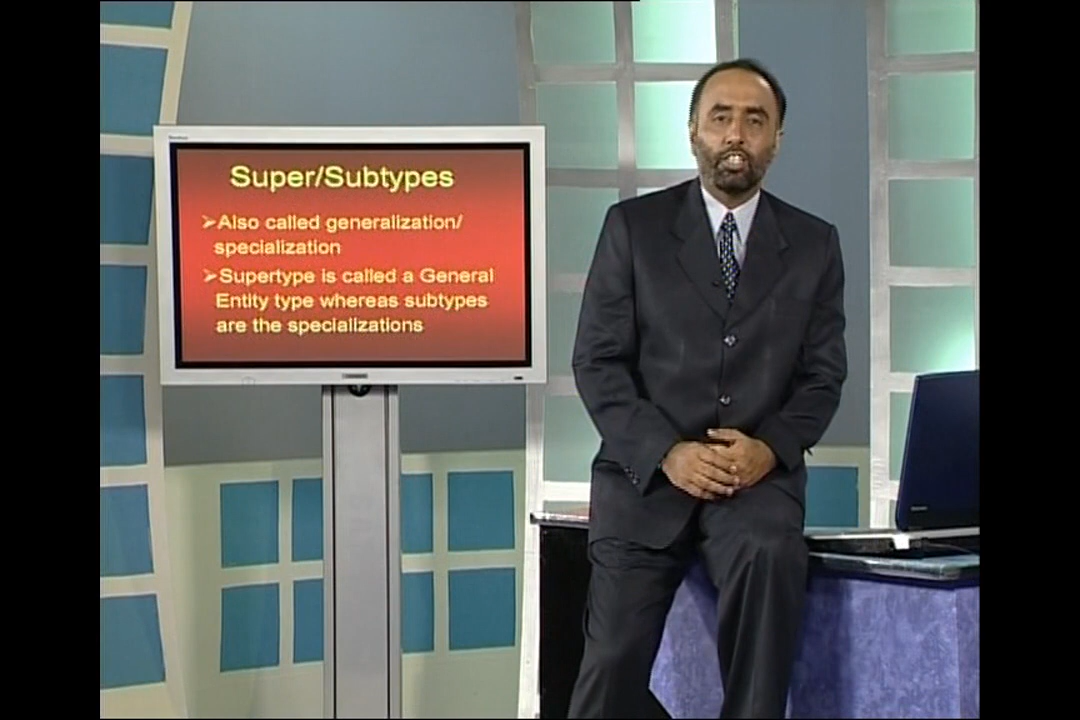 Super/Subtypes
➢Also called generalization/
specialization
➢Supertype is called a General
Entity type whereas subtypes
are the specializations